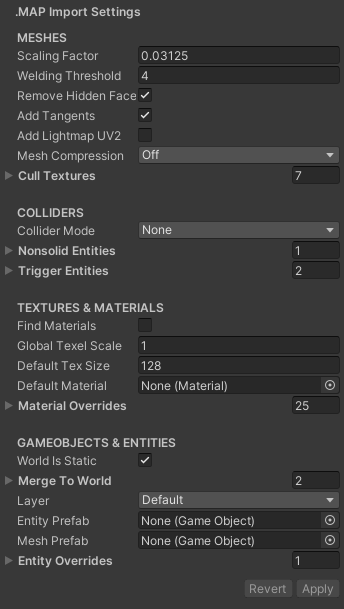 .MAP Import Settings
MESHES
Scaling Factor 0.03125
Welding Threshold 4
Remove Hidden Face
Add Tangents
Add Lightmap UV2
Mesh Compression Off
Cull Textures 7
COLLIDERS
Collider Mode None
Nonsolid Entities 1
Trigger Entities 2
TEXTURES & MATERIALS
Find Materials
Global Texel Scale 1
Default Tex Size 128
Default Material None (Material)
Material Overrides 25
GAMEOBJECTS & ENTITIES
World Is Static
Merge To World 2
Layer Default
Entity Prefab None (Game Object)
Mesh Prefab None (Game Object)
Entity Overrides 1
Revert Apply